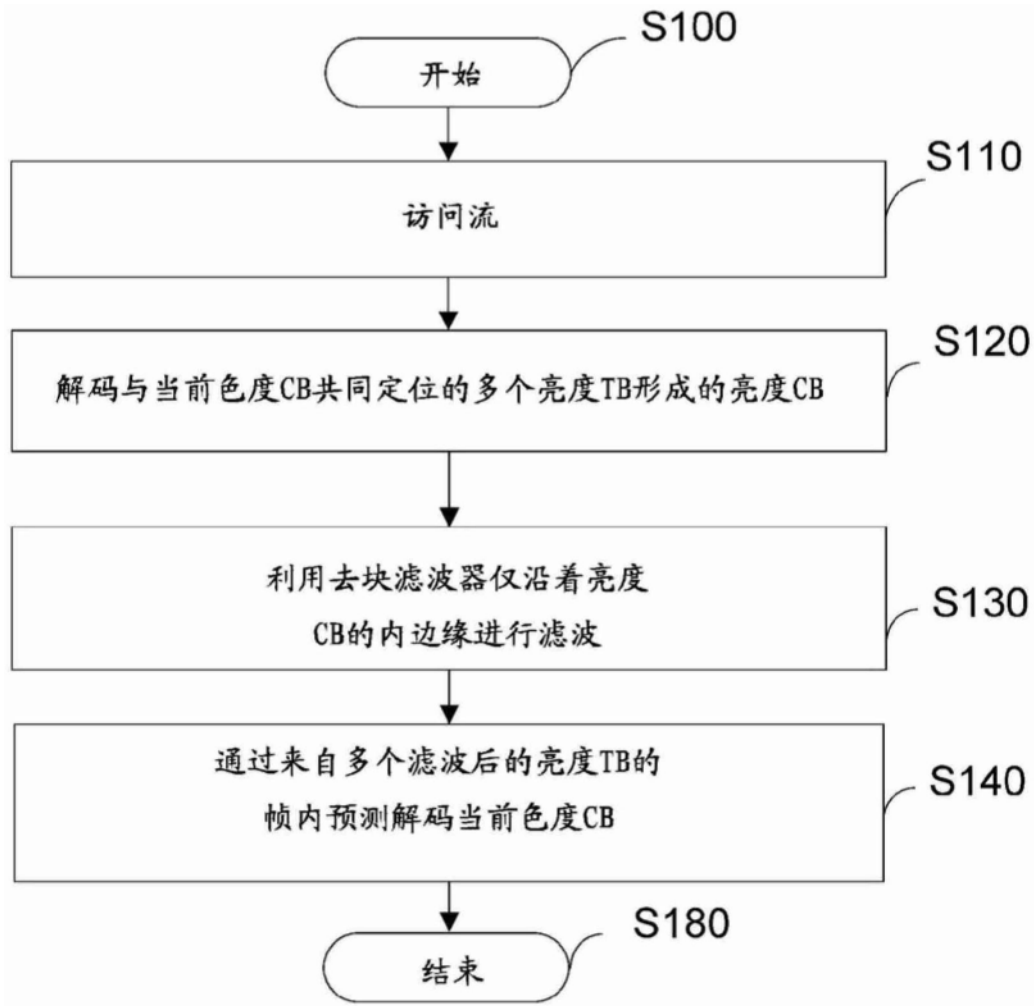 S100
开始
S110
访问流
S120
解码与当前色度CB共同定位的多个亮度TB形成的亮度CB
利用去块滤波器仅沿着亮度
S130
CB的内边缘进行滤波
通过来自多个滤波后的亮度TB的
S140
帧内预测解码当前色度CB
S180
结束